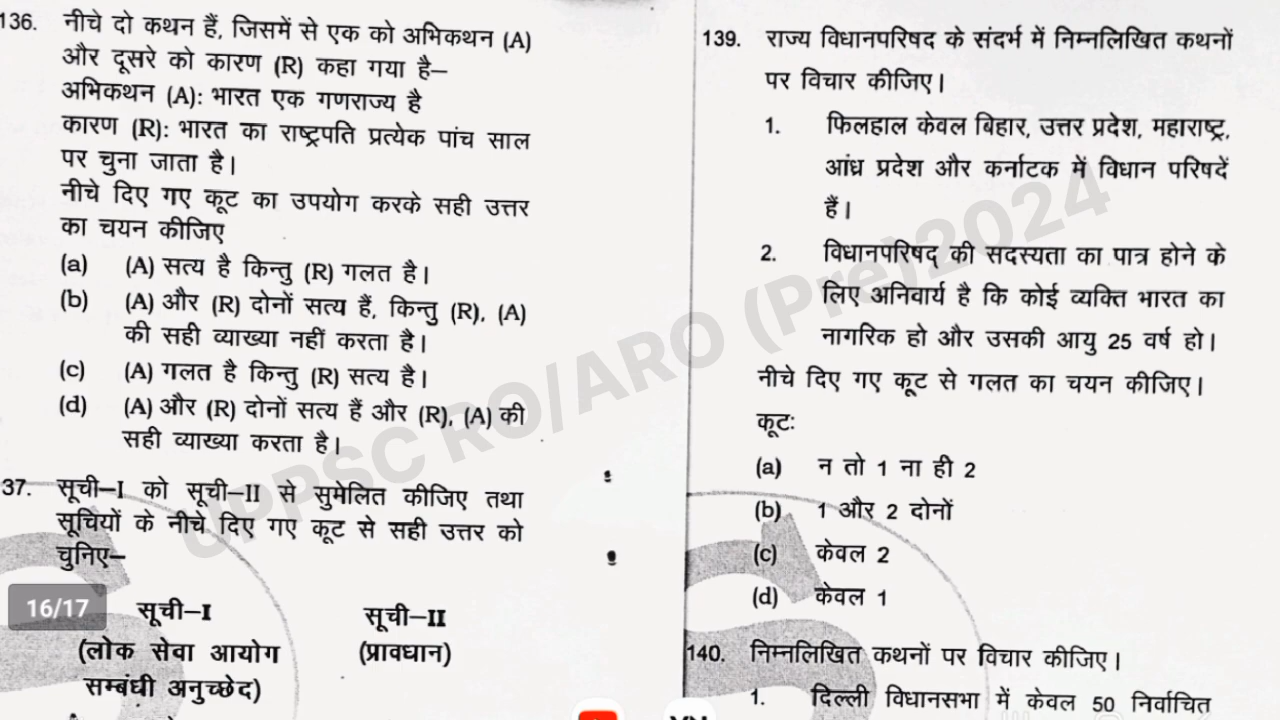 136. नीचे दो कथन हैं, जिसमें से एक को अभिकथन (A)
और दूसरे को कारण (R) कहा गया है–
अभिकथन (A): भारत एक गणराज्य है
कारण (R): भारत का राष्ट्रपति प्रत्येक पांच साल
पर चुना जाता है।
नीचे दिए गए कूट का उपयोग करके सही उत्तर
का चयन कीजिए
(a) (A) सत्य है किन्तु (R) गलत है।
(b) (A) और (R) दोनों सत्य हैं, किन्तु (R), (A)
की सही व्याख्या नहीं करता है।
(c) (A) गलत है किन्तु (R) सत्य है।
(d) (A) और (R) दोनों सत्य हैं और (R), (A) की
सही व्याख्या करता है।
37. सूची–I को सूची–II से सुमेलित कीजिए तथा
सूचियों के नीचे दिए गए कूट से सही उत्तर को
चुनिए–
सूची–I सूची–II
(लोक सेवा आयोग (प्रावधान)
सम्बंधी अनुच्छेद)
16/17
139. राज्य विधानपरिषद के संदर्भ में निम्नलिखित कथनों
पर विचार कीजिए।
1. फिलहाल केवल बिहार, उत्तर प्रदेश, महाराष्ट्र,
आंध्र प्रदेश और कर्नाटक में विधान परिषदें
हैं।
2. विधानपरिषद् की सदस्यता का पात्र होने के
लिए अनिवार्य है कि कोई व्यक्ति भारत का
नागरिक हो और उसकी आयु 25 वर्ष हो।
नीचे दिए गए कूट से गलत का चयन कीजिए।
कूटः
(a) न तो 1 ना ही 2
(b) 1 और 2 दोनों
(c) केवल 2
(d) केवल 1
140. निम्नलिखित कथनों पर विचार कीजिए।
1. दिल्ली विधानसभा में केवल 50 निर्वाचित
UPPSC RO/ARO (Pre)2024